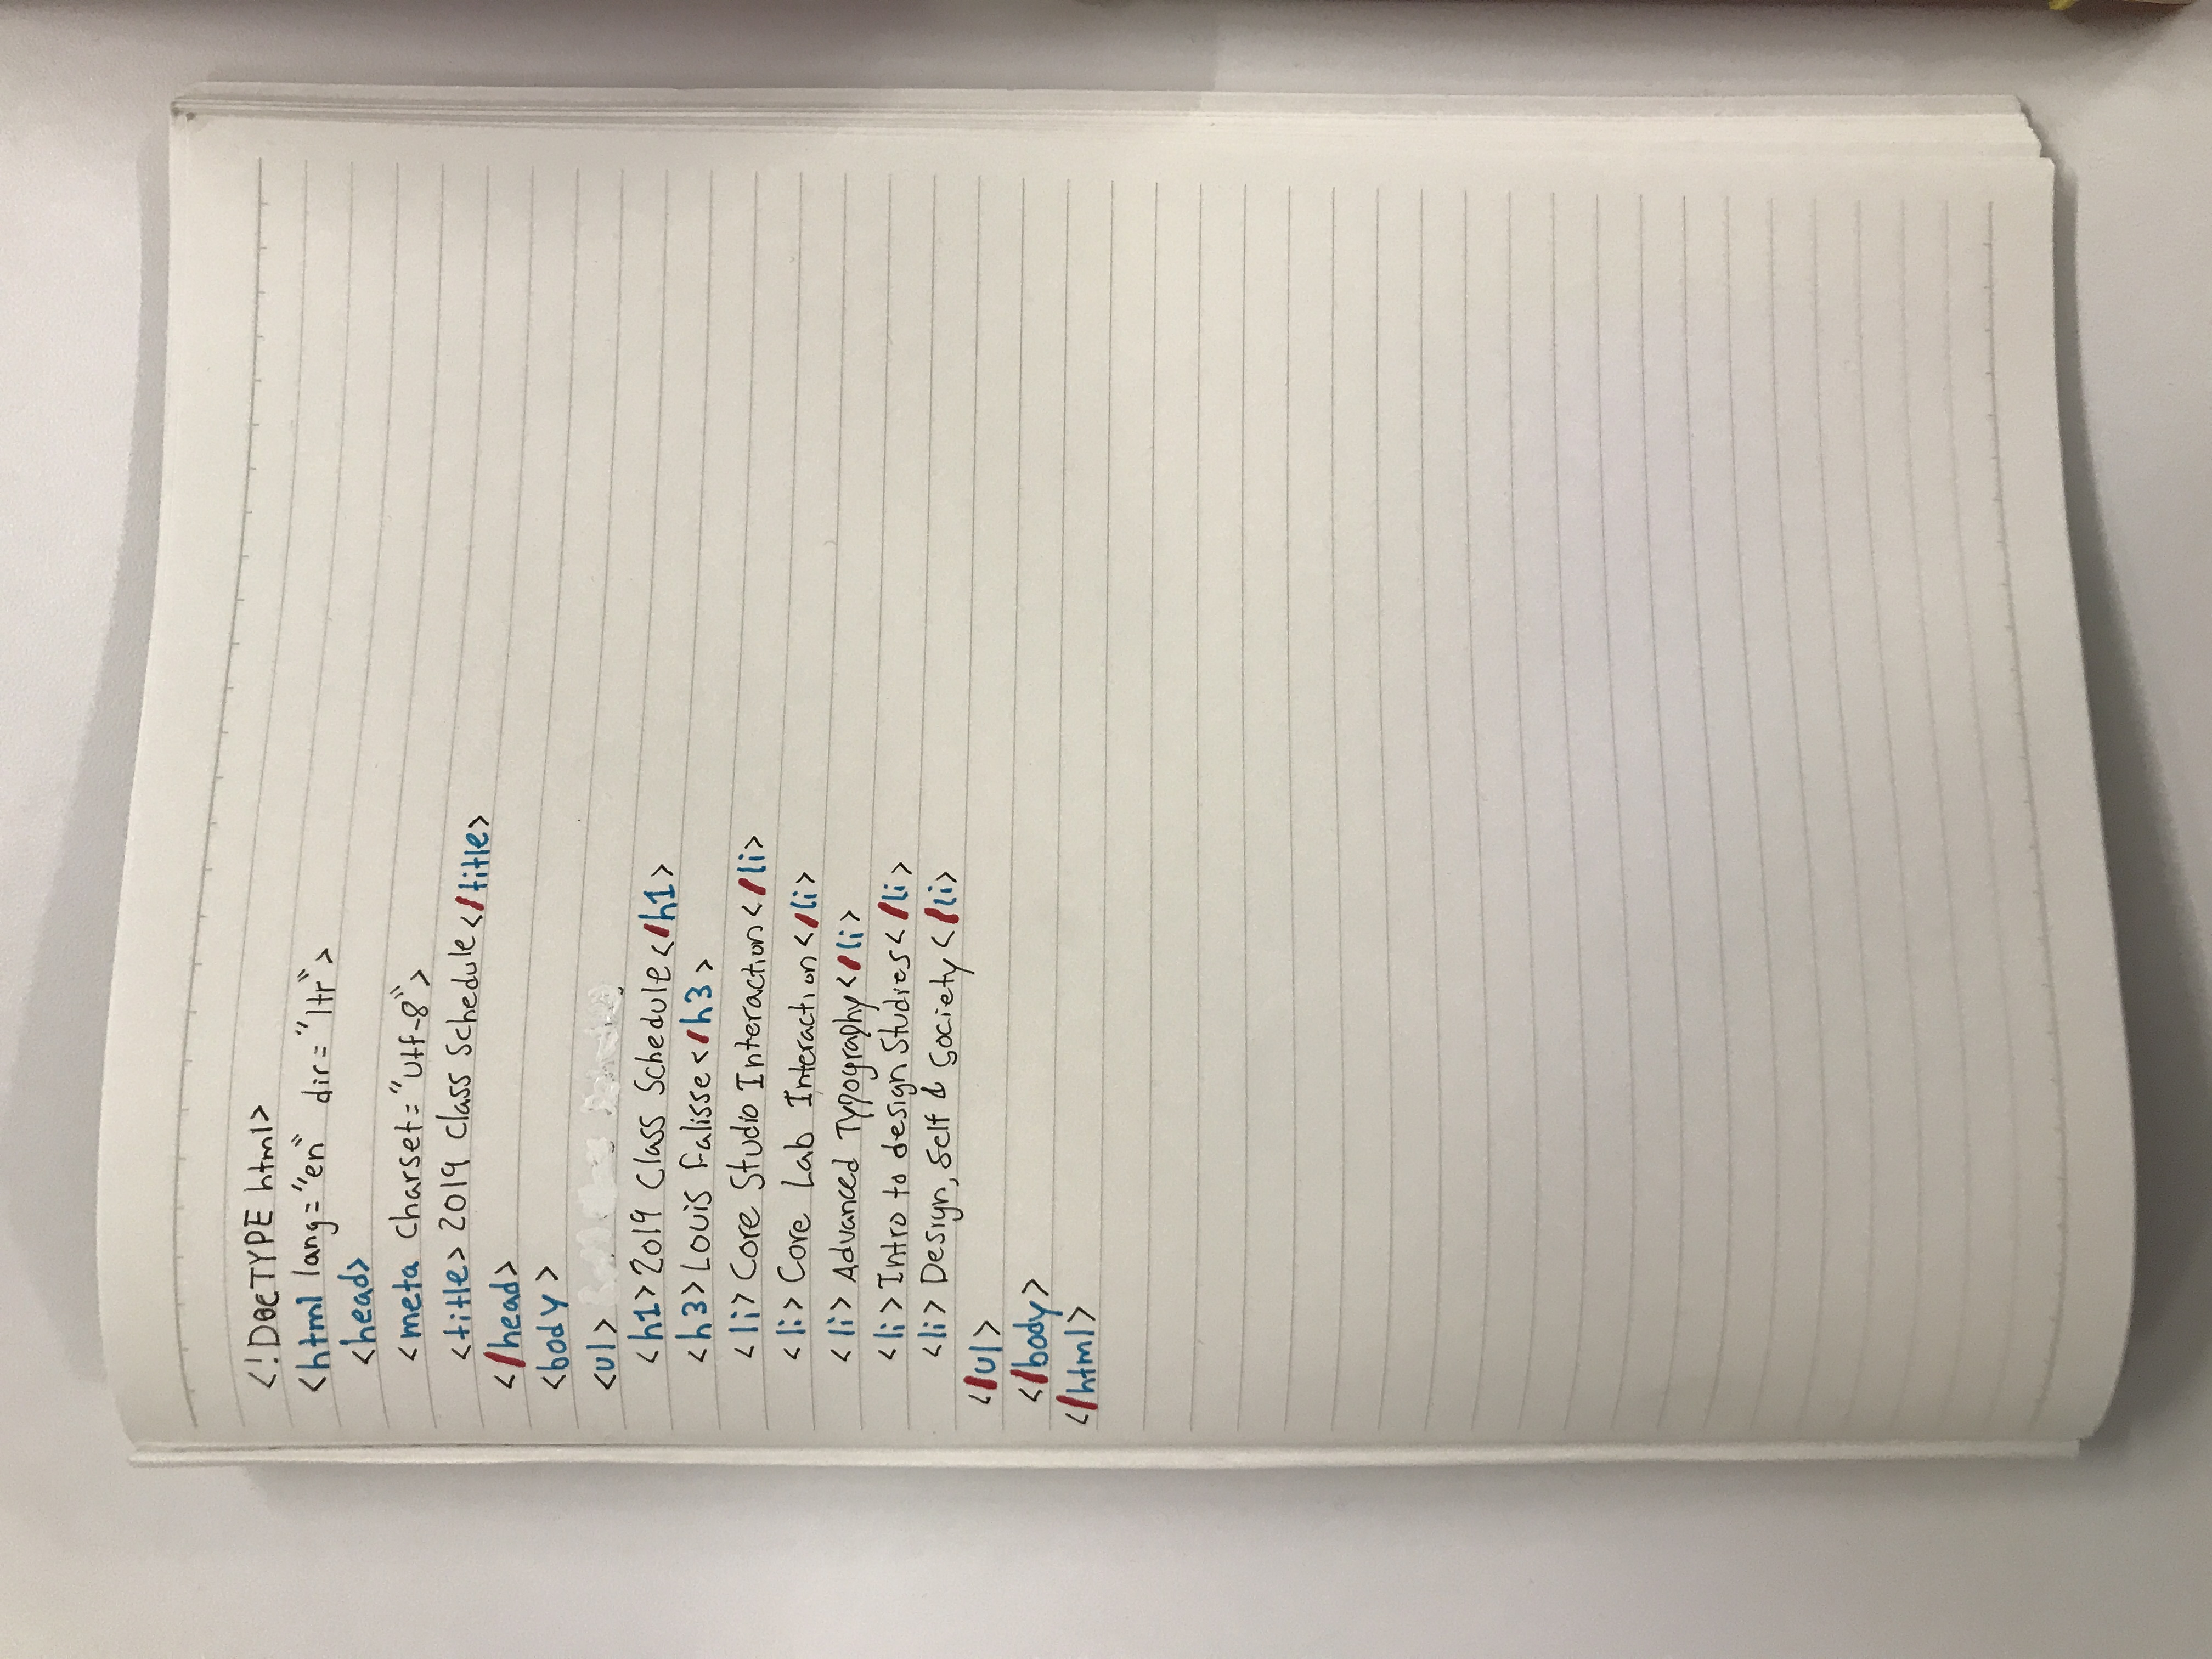 <!DOCTYPE html>
<html lang="en" dir="ltr">
<head>
<meta Charset="utf-8">
<title> 2019 Class Schedule</title>
</head>
<body>
<ul>
<h1>2019 Class Schedule</h1>
<h3>Louis Falisse</h3>
<li>Core Studio Interaction</li>
<li>Core Lab Interaction</li>
<li>Advanced Typography</li>
<li>Intro to design Studies</li>
<li>Design, Self & Society</li>
</ul>
</body>
</html>